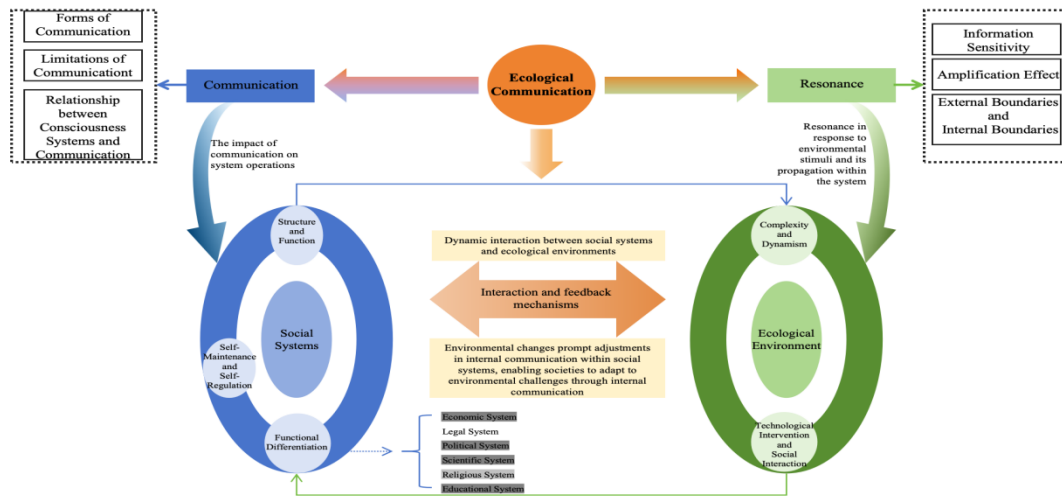 Forms of
Communication
Limitations of
Communicationt
Relationship
between
Consciousness
Systems and
Communication
Communication
Ecological
Communication
Resonance
Information
Sensitivity
Amplification Effect
External Boundaries
and
Internal Boundaries
The impact of
communication on
system operations
Resonance in
response to
environmental
stimuli and its
propagation within
the system
Structure
and
Function
Social
Systems
Self-
Maintenance
and
Self-
Regulation
Functional
Differentiation
Dynamic interaction between social systems
and ecological environments
Interaction and feedback
mechanisms
Environmental changes prompt adjustments
in internal communication within social
systems, enabling societies to adapt to
environmental challenges through internal
communication
Economic System
Legal System
Political System
Scientific System
Religious System
Educational System
Complexity
and
Dynamism
Ecological
Environment
Technological
Intervention and
Social
Interaction